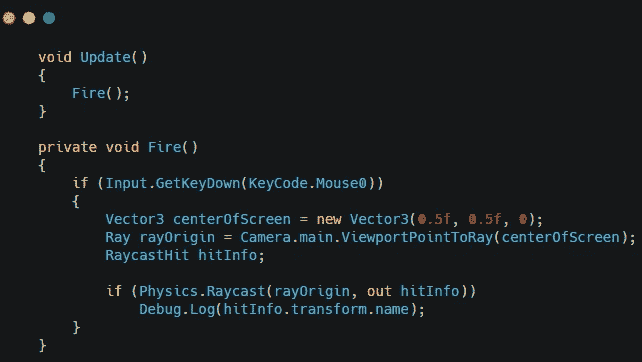 void Update()
{
Fire();
}
private void Fire()
{
if (Input.GetKeyDown(KeyCode.Mouse0))
{
Vector3 centerOfScreen = new Vector3(0.5f, 0.5f, 0);
Ray rayOrigin = Camera.main.ViewportPointToRay(centerOfScreen);
RaycastHit hitInfo;
if (Physics.Raycast(rayOrigin, out hitInfo))
Debug.Log(hitInfo.transform.name);
}
}